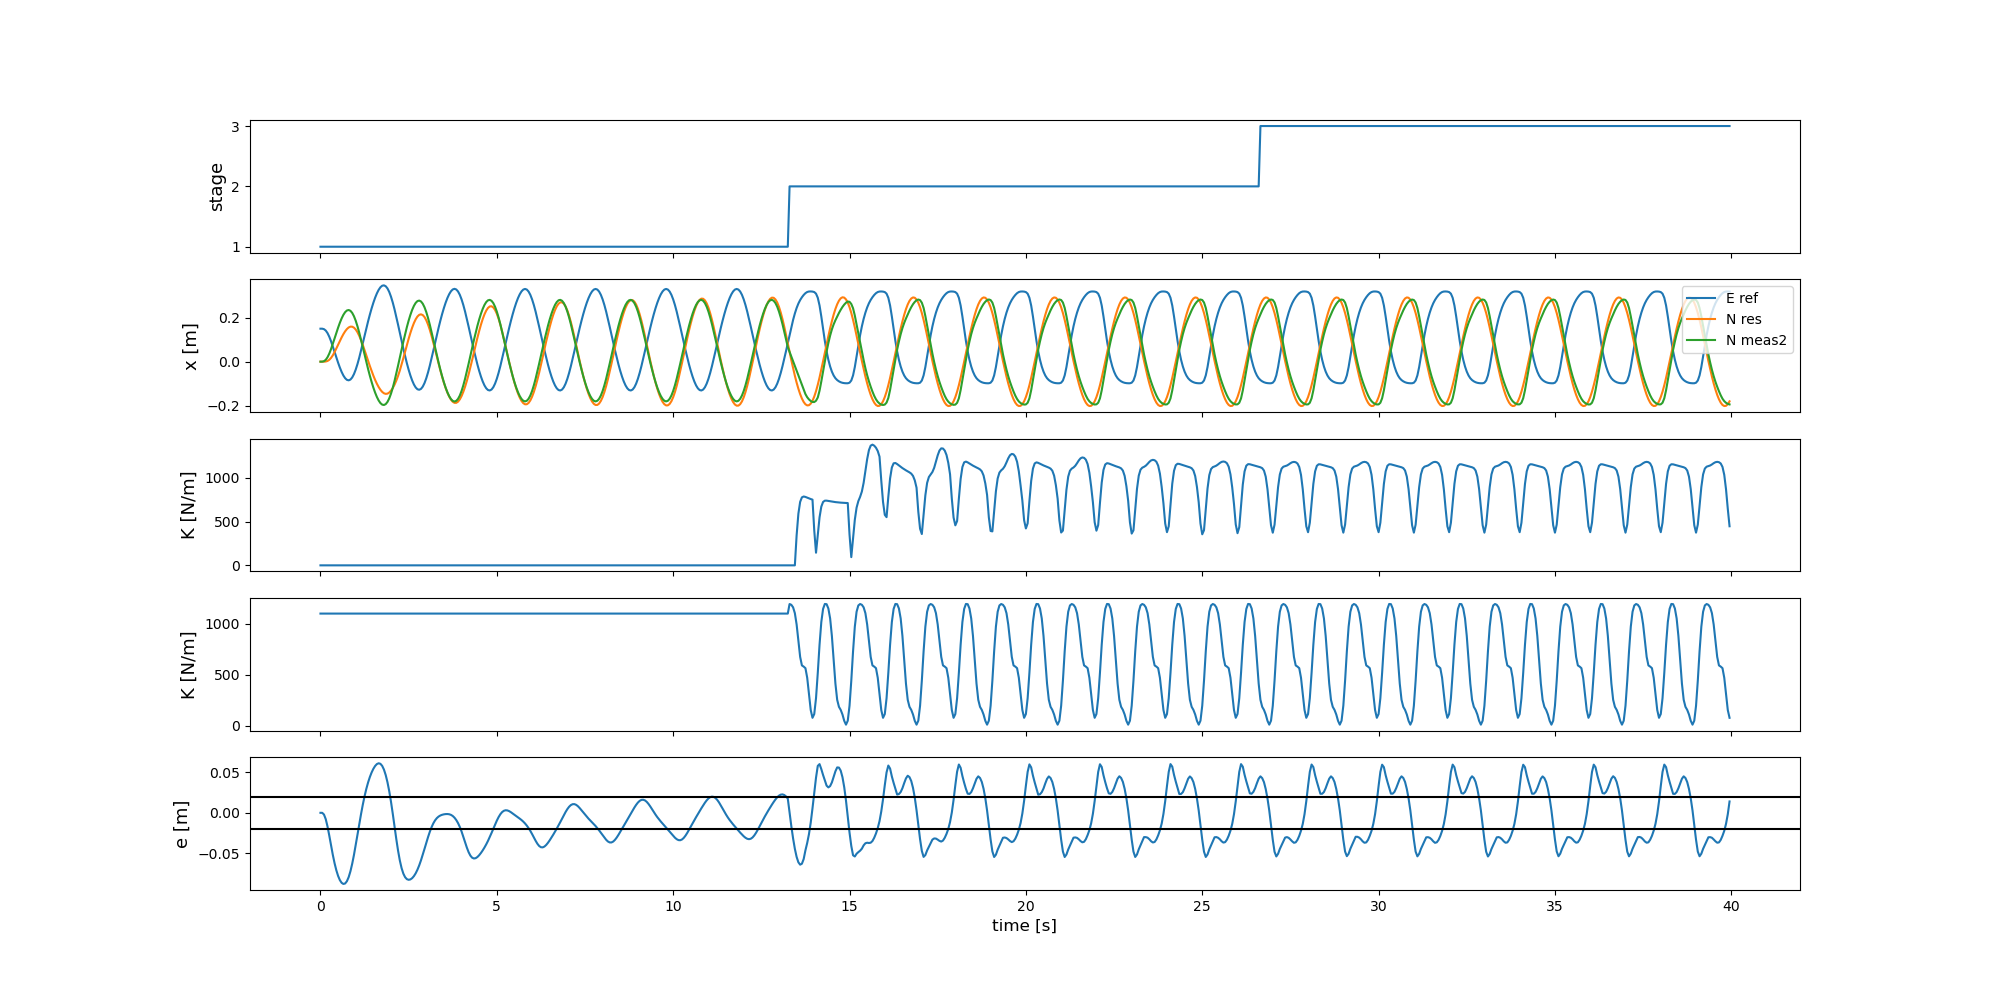 stage
3
2
1
x [m]
0.2
0.0
−0.2
E ref
N res
N meas2
K [N/m]
1000
500
0
K [N/m]
1000
500
0
e [m]
0.05
0.00
−0.05
0 5 10 15 20 25 30 35 40
time [s]